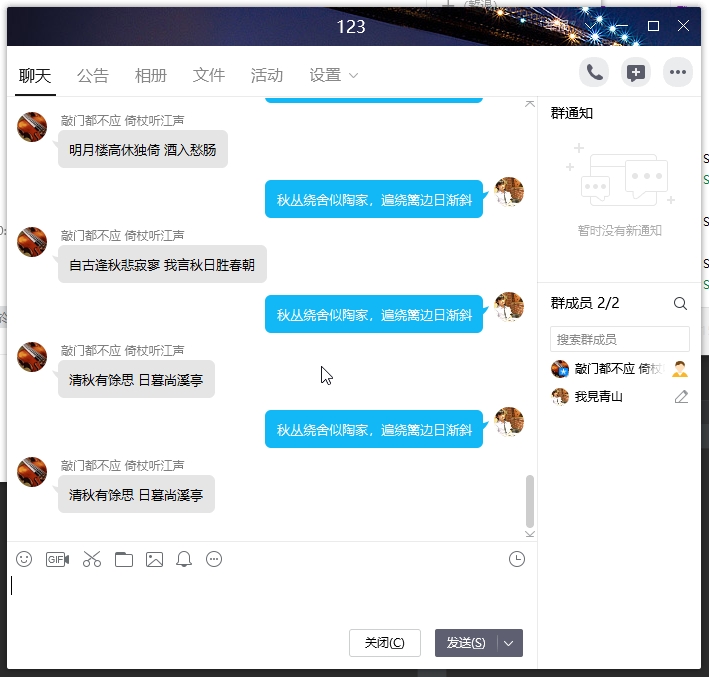 123
聊天 公告 相册 文件 活动 设置
敲门都不应 倚杖听江声
明月楼高休独倚 酒入愁肠
秋丛绕舍似陶家，遍绕篱边日渐斜
敲门都不应 倚杖听江声
自古逢秋悲寂寥 我言秋日胜春朝
秋丛绕舍似陶家，遍绕篱边日渐斜
敲门都不应 倚杖听江声
清秋有馀思 日暮尚溪亭
秋丛绕舍似陶家，遍绕篱边日渐斜
敲门都不应 倚杖听江声
清秋有馀思 日暮尚溪亭
GIF
关闭(C) 发送(S)
群通知
暂时没有新通知
群成员 2/2
搜索群成员
敲门都不应 倚杖
我見青山